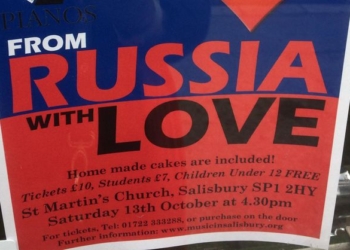 PIANOS
FROM
RUSSIA
WITH LOVE
Home made cakes are included!
Tickets £10, Students £7, Children Under 12 FREE
St Martin's Church, Salisbury SP1 2HY
Saturday 13th October at 4.30pm
For tickets, Tel: 01722 333288, or purchase on the door
Further information: www.musicinsalisbury.org